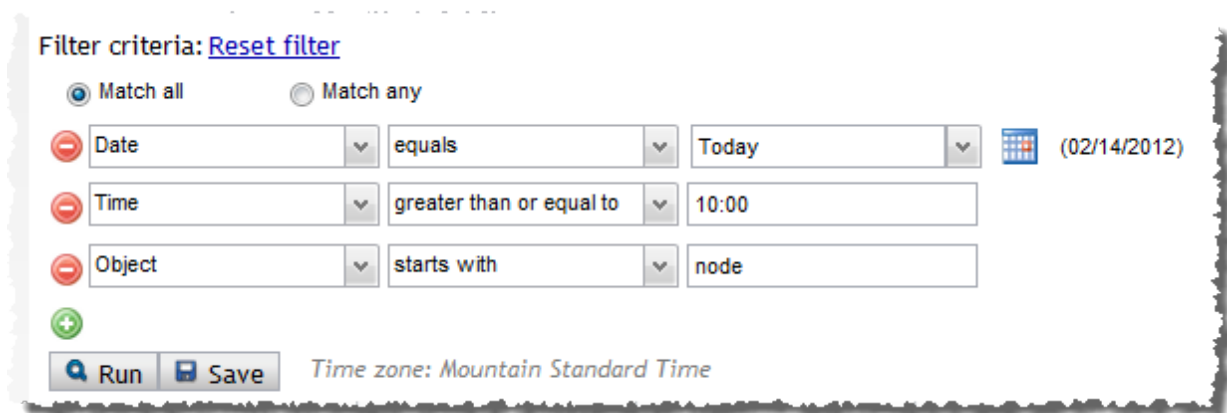 Filter criteria: Reset filter
Match all Match any
Date equals Today (02/14/2012)
Time greater than or equal to 10:00
Object starts with node
Run Save Time zone: Mountain Standard Time